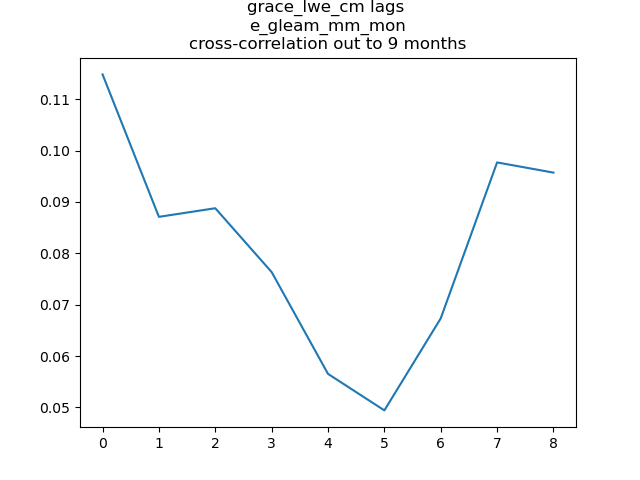 grace_lwe_cm lags
e_gleam_mm_mon
cross-correlation out to 9 months
0.11
0.10
0.09
0.08
0.07
0.06
0.05
0 1 2 3 4 5 6 7 8